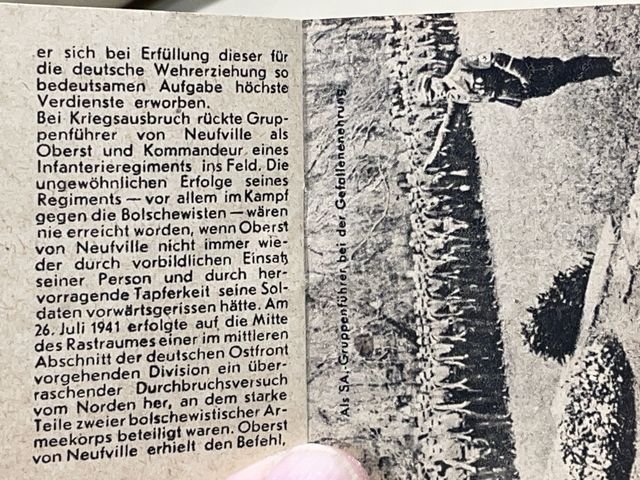 er sich bei Erfüllung dieser für
die deutsche Wehrerziehung so
bedeutsamen Aufgabe höchste
Verdienste erworben.
Bei Kriegsausbruch rückte Grup-
penführer von Neufville als
Oberst und Kommandeur eines
Infanterieregiments ins Feld. Die
ungewöhnlichen Erfolge seines
Regiments — vor allem im Kampf
gegen die Bolschewisten — wären
nie erreicht worden, wenn Oberst
von Neufville nicht immer wie-
der durch vorbildlichen Einsatz
seiner Person und durch her-
vorragende Tapferkeit seine Sol-
daten vorwärtsgerissen hätte. Am
26. Juli 1941 erfolgte auf die Mitte
des Rastraumes einer im mittleren
Abschnitt der deutschen Ostfront
vorgehenden Division ein über-
raschender Durchbruchsversuch
vom Norden her, an dem starke
Teile zweier bolschewistischer Ar-
meekorps beteiligt waren. Oberst
von Neufville erhielt den Befehl,
Als SA.-Gruppenführer bei der Gefallenenehrung